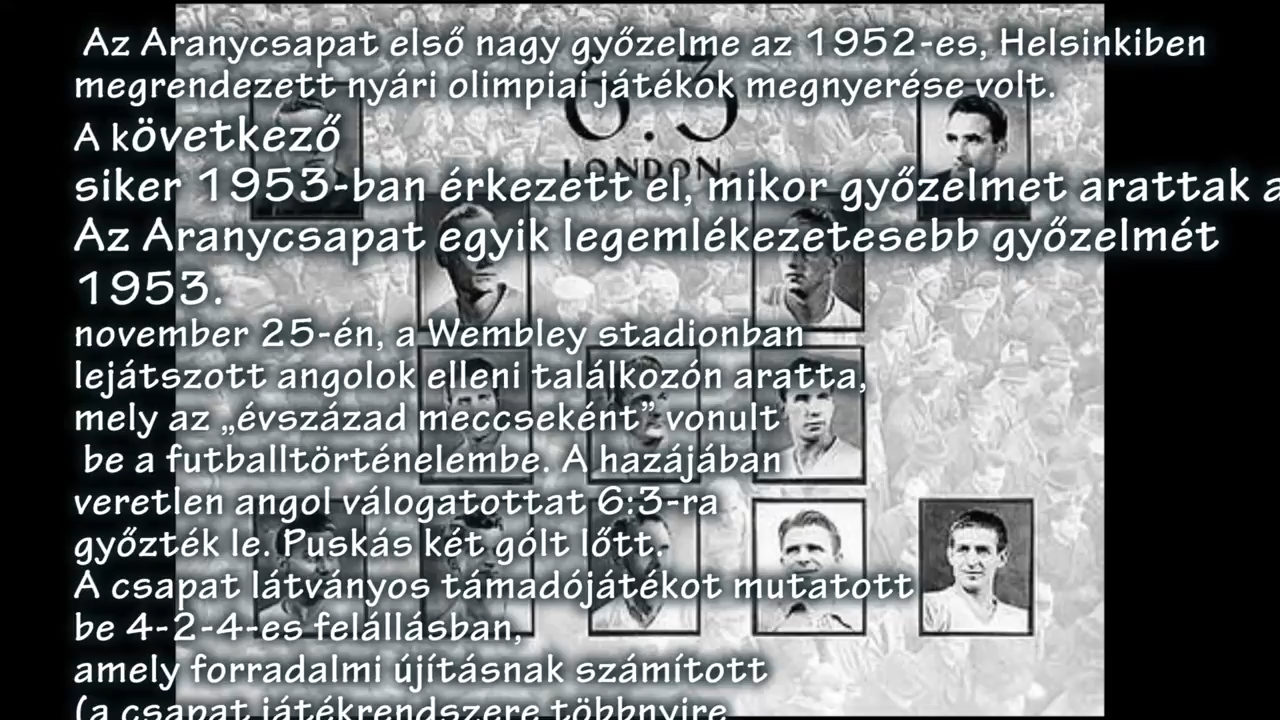 Az Aranycsapat első nagy győzelme az 1952-es, Helsinkiben
megrendezett nyári olimpiai játékok megnyerése volt.
6:3
LONDON.
A következő
siker 1953-ban érkezett el, mikor győzelmet arattak a
Az Aranycsapat egyik legemlékezetesebb győzelmét
1953.
november 25-én, a Wembley stadionban
lejátszott angolok elleni találkozón aratta,
mely az „évszázad meccseként” vonult
be a futballtörténelembe. A hazájában
veretlen angol válogatottat 6:3-ra
győzték le. Puskás két gólt lőtt.
A csapat látványos támadójátékot mutatott
be 4-2-4-es felállásban,
amely forradalmi újításnak számított
(a csapat játékrendszere többnyire